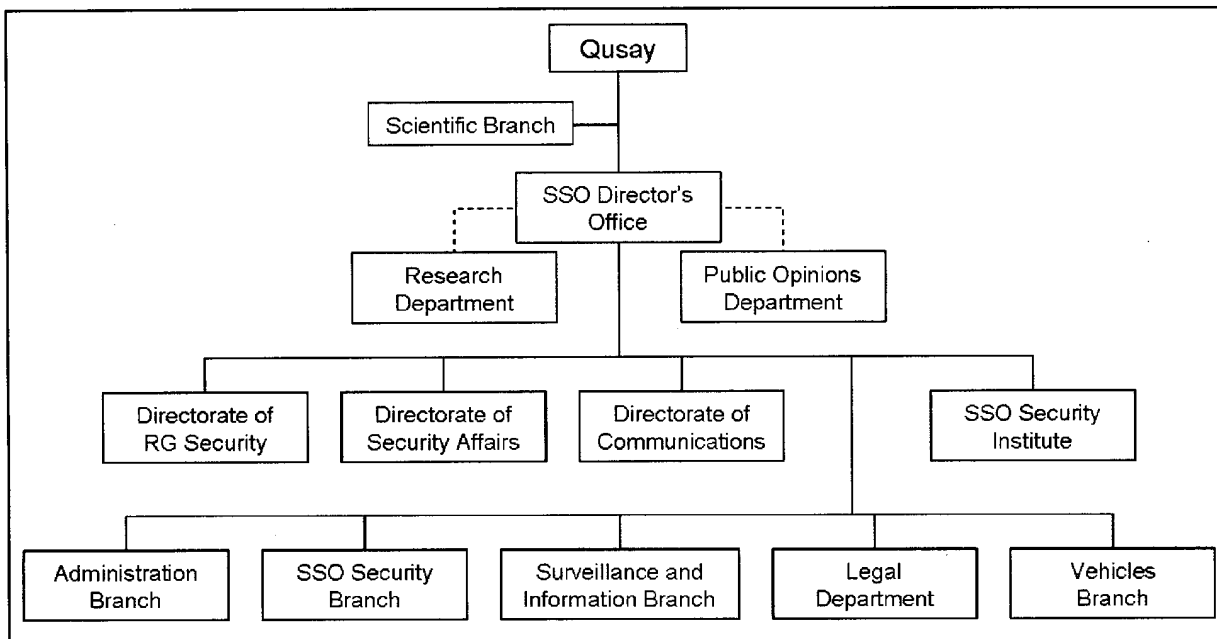 Qusay
Scientific Branch
SSO Director's
Office
Research
Department
Public Opinions
Department
Directorate of
RG Security
Directorate of
Security Affairs
Directorate of
Communications
SSO Security
Institute
Administration
Branch
SSO Security
Branch
Surveillance and
Information Branch
Legal
Department
Vehicles
Branch